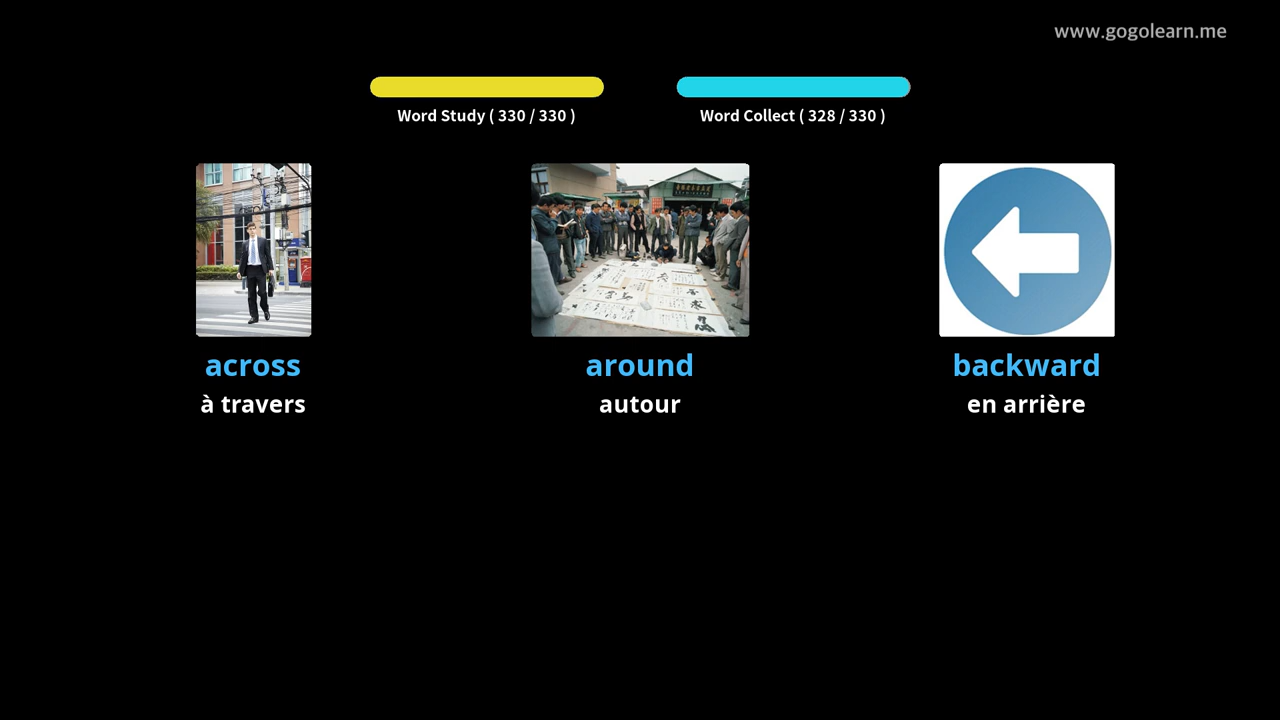 www.gogolearn.me
Word Study ( 330 / 330 )
Word Collect ( 328 / 330 )
across
around
backward
à travers
autour
en arrière